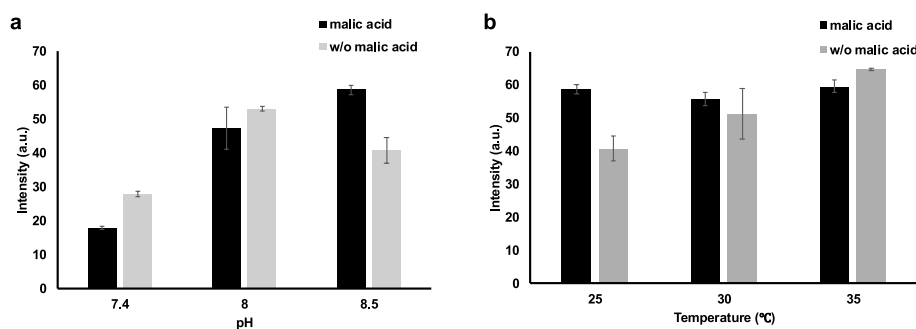 a
malic acid
w/o malic acid
70
60
50
40
30
20
10
0
Intensity (a.u.)
7.4 8 8.5
pH
b
malic acid
w/o malic acid
70
60
50
40
30
20
10
0
Intensity (a.u.)
25 30 35
Temperature (℃)